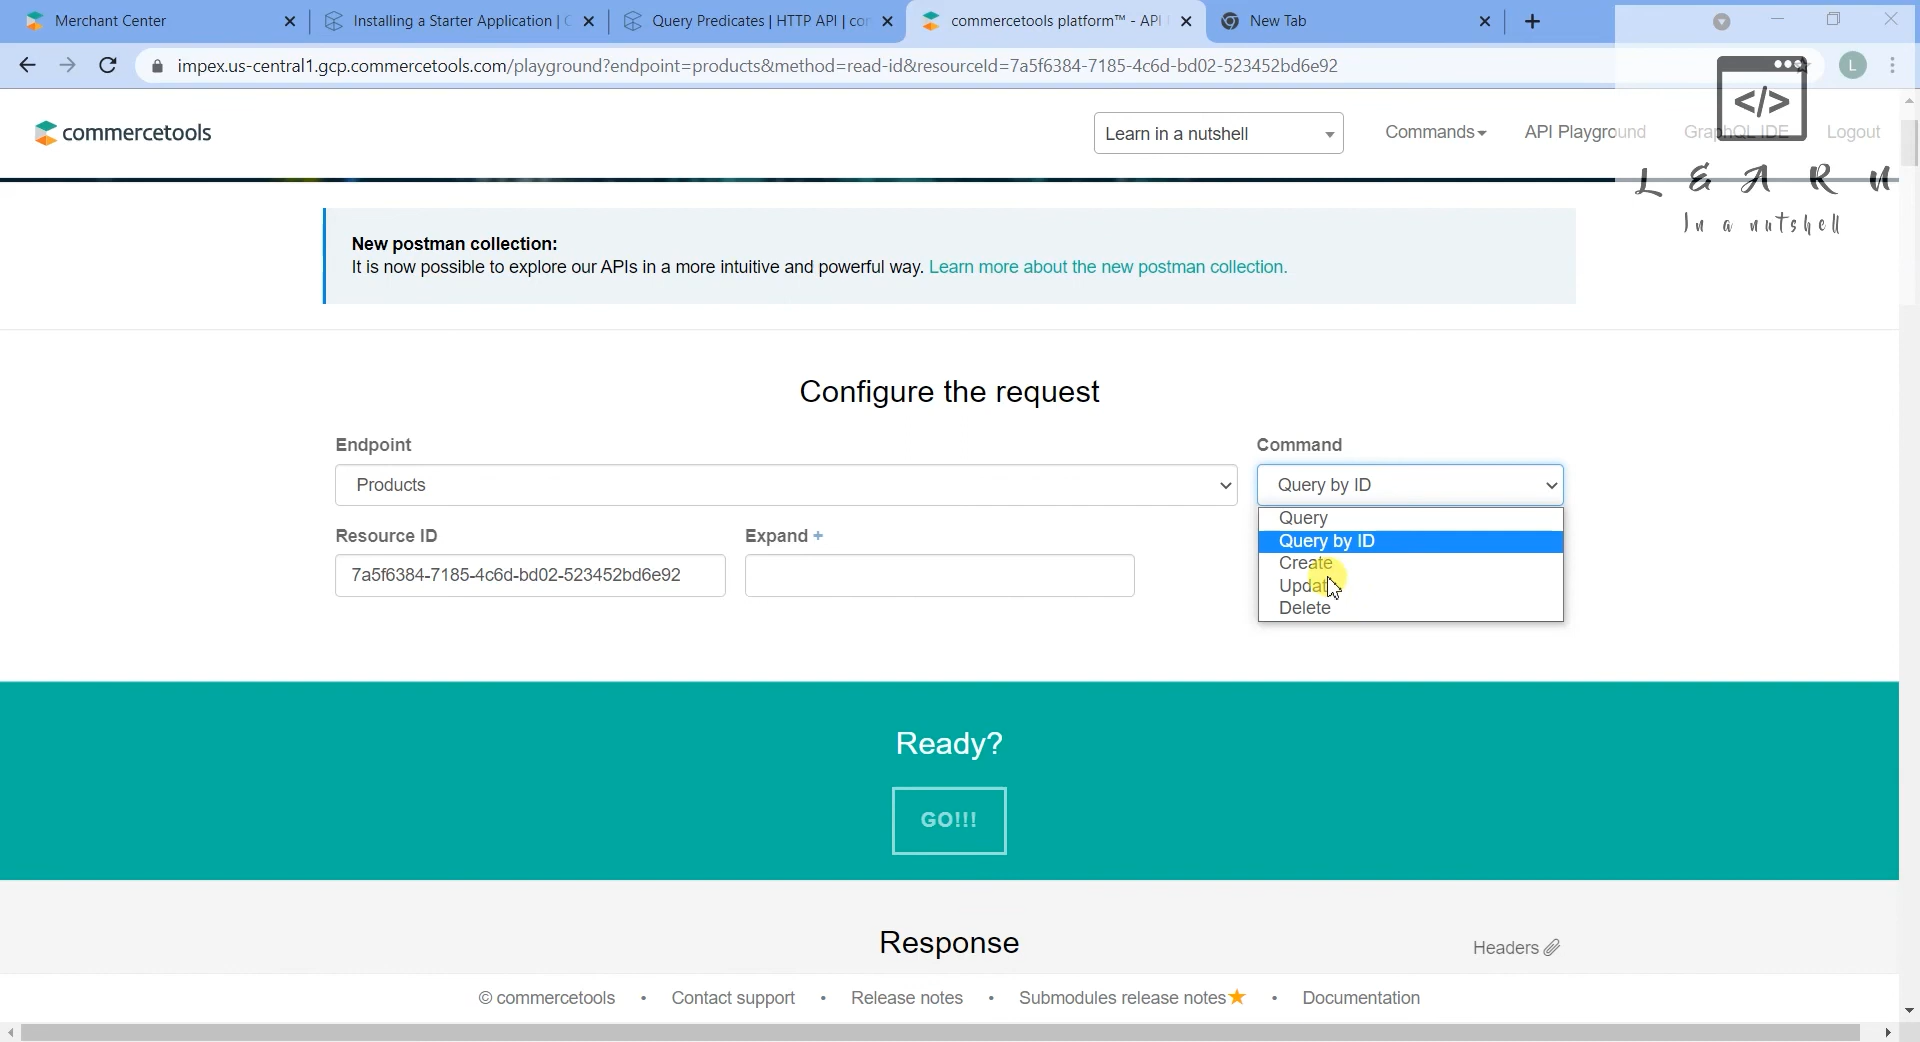 Merchant Center
Installing a Starter Application | C
Query Predicates | HTTP API | con
commercetools platform™ - API
New Tab
impex.us-central1.gcp.commercetools.com/playground?endpoint=products&method=read-id&resourceId=7a5f6384-7185-4c6d-bd02-523452bd6e92
L
commercetools
Learn in a nutshell
Commands
API Playground
GraphQL IDE
Logout
</>
LEARN
In a nutshell
New postman collection:
It is now possible to explore our APIs in a more intuitive and powerful way. Learn more about the new postman collection.
Configure the request
Endpoint
Command
Products
Query by ID
Query
Query by ID
Create
Update
Delete
Resource ID
Expand +
7a5f6384-7185-4c6d-bd02-523452bd6e92
Ready?
GO!!!
Response
Headers
© commercetools • Contact support • Release notes • Submodules release notes • Documentation